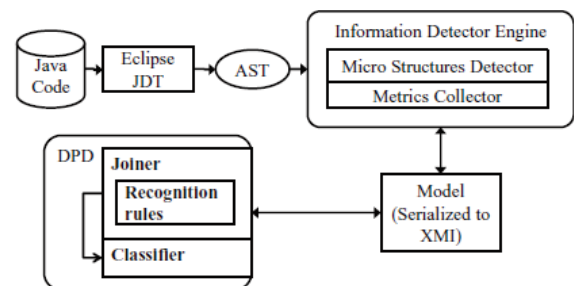 Java
Code
Eclipse
JDT
AST
Information Detector Engine
Micro Structures Detector
Metrics Collector
DPD
Joiner
Recognition
rules
Classifier
Model
(Serialized to
XMI)